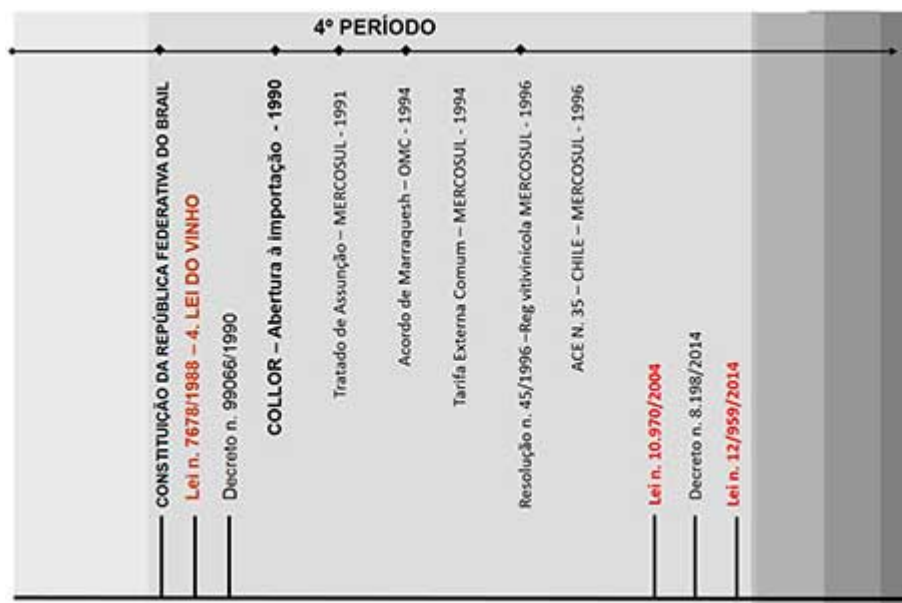 4º PERÍODO
CONSTITUIÇÃO DA REPÚBLICA FEDERATIVA DO BRAIL
Lei n. 7678/1988 – 4. LEI DO VINHO
Decreto n. 99066/1990
COLLOR – Abertura à importação - 1990
Tratado de Assunção – MERCOSUL - 1991
Acordo de Marraquesh – OMC - 1994
Tarifa Externa Comum – MERCOSUL - 1994
Resolução n. 45/1996 –Reg vitivinícola MERCOSUL - 1996
ACE N. 35 – CHILE – MERCOSUL - 1996
Lei n. 10.970/2004
Decreto n. 8.198/2014
Lei n. 12/959/2014